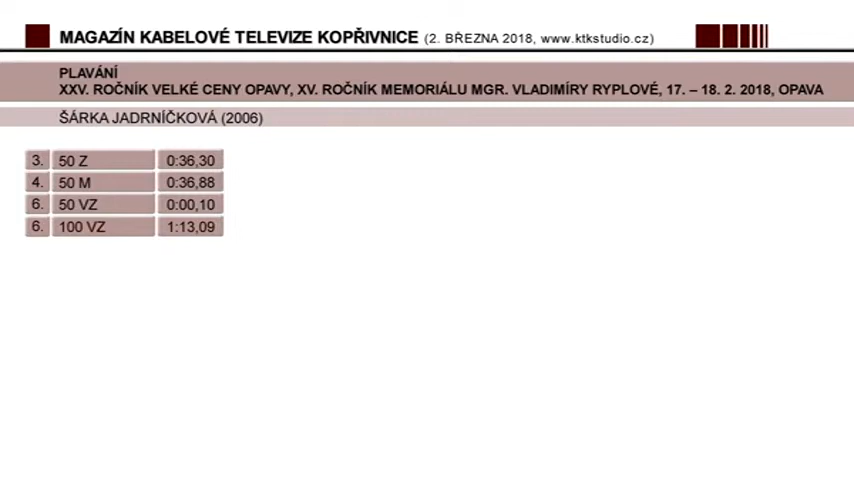 MAGAZÍN KABELOVÉ TELEVIZE KOPŘIVNICE (2. BŘEZNA 2018, www.ktkstudio.cz)
PLAVÁNÍ
XXV. ROČNÍK VELKÉ CENY OPAVY, XV. ROČNÍK MEMORIÁLU MGR. VLADIMÍRY RYPLOVÉ, 17. – 18. 2. 2018, OPAVA
ŠÁRKA JADRNÍČKOVÁ (2006)
3. 50 Z 0:36,30
4. 50 M 0:36,88
6. 50 VZ 0:00,10
6. 100 VZ 1:13,09